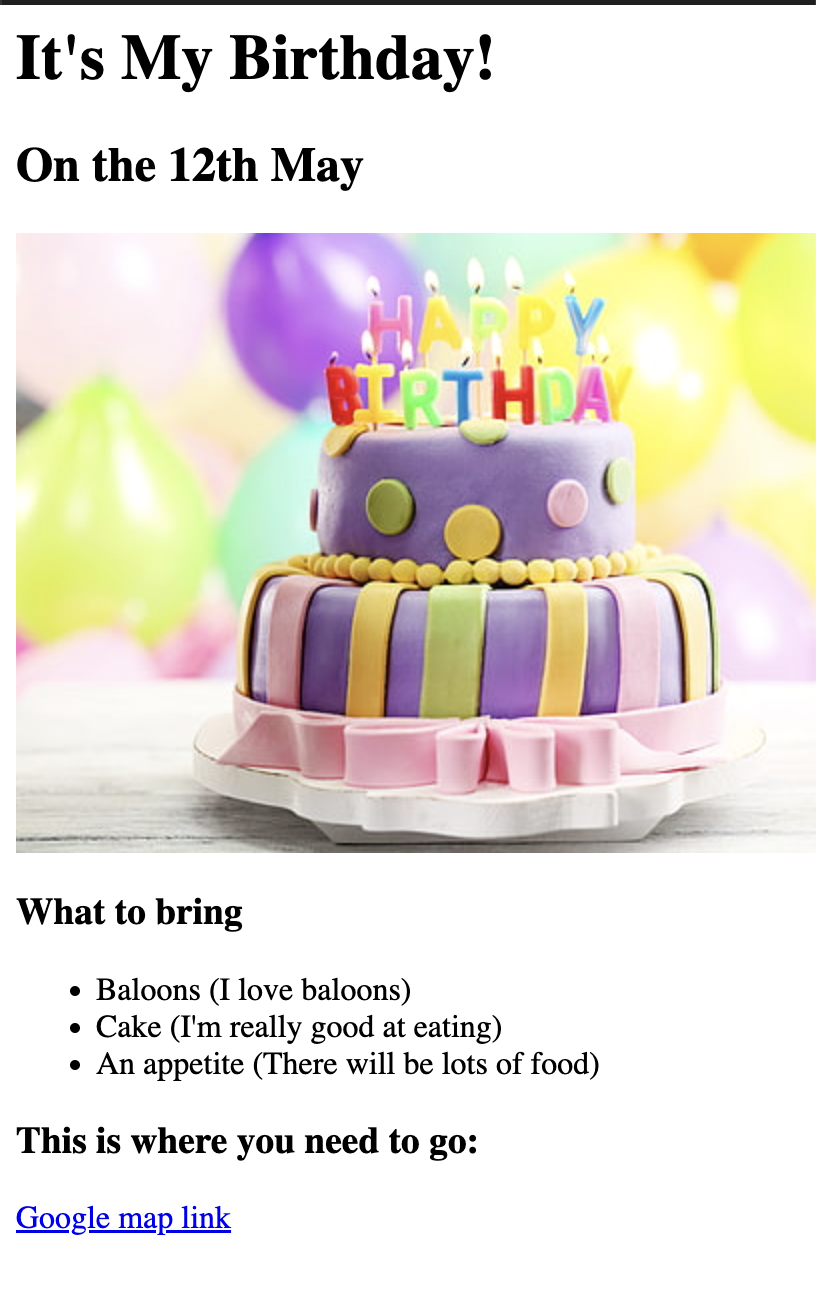 It's My Birthday!
On the 12th May
HAPPY
BIRTHDAY
What to bring
Baloons (I love baloons)
Cake (I'm really good at eating)
An appetite (There will be lots of food)
This is where you need to go:
Google map link